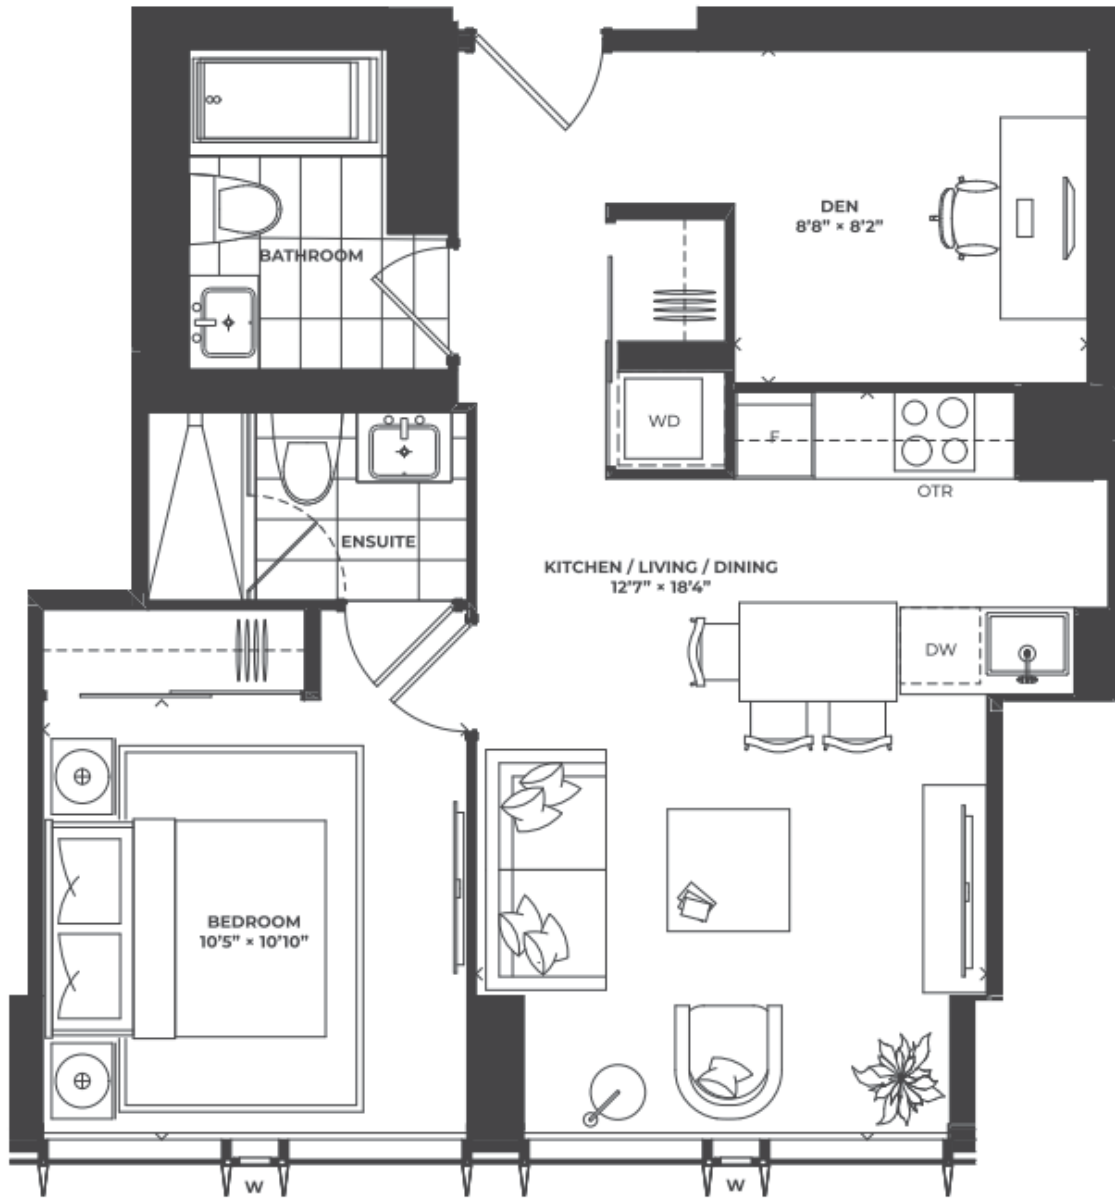 DEN
8'8" × 8'2"
BATHROOM
WD
F
OTR
ENSUITE
KITCHEN / LIVING / DINING
12'7" × 18'4"
DW
BEDROOM
10'5" × 10'10"
W
W